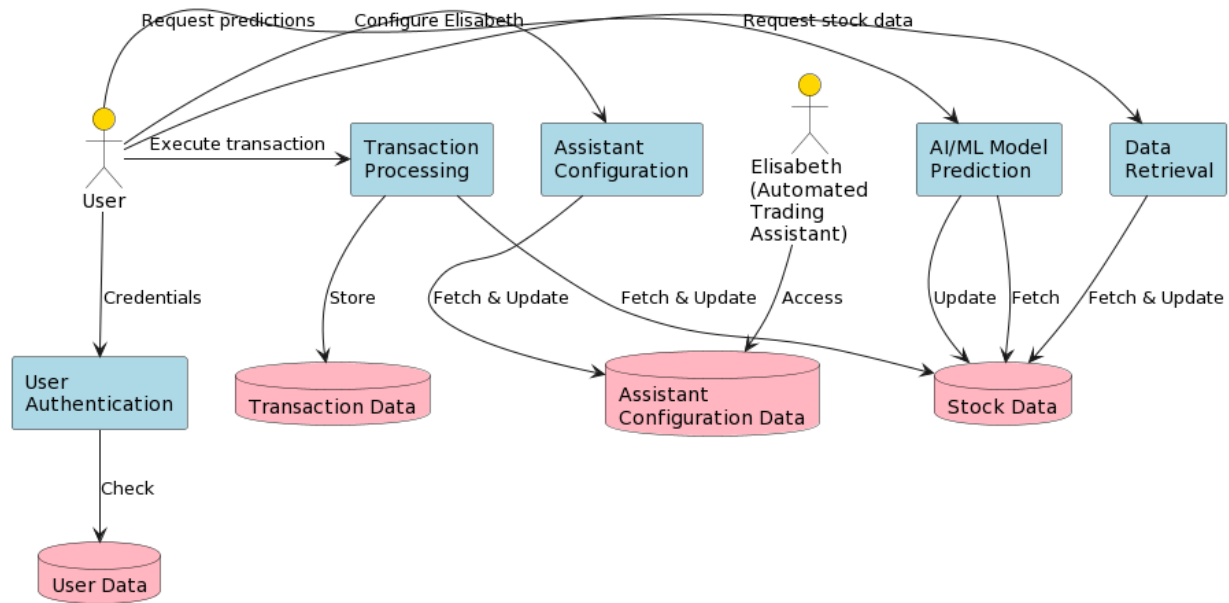 Request predictions
Configure Elisabeth
Request stock data
Execute transaction
User
Transaction
Processing
Assistant
Configuration
Elisabeth
(Automated
Trading
Assistant)
AI/ML Model
Prediction
Data
Retrieval
Credentials
Store
Fetch & Update
Fetch & Update
Access
Update
Fetch
Fetch & Update
User
Authentication
Transaction Data
Assistant
Configuration Data
Stock Data
Check
User Data